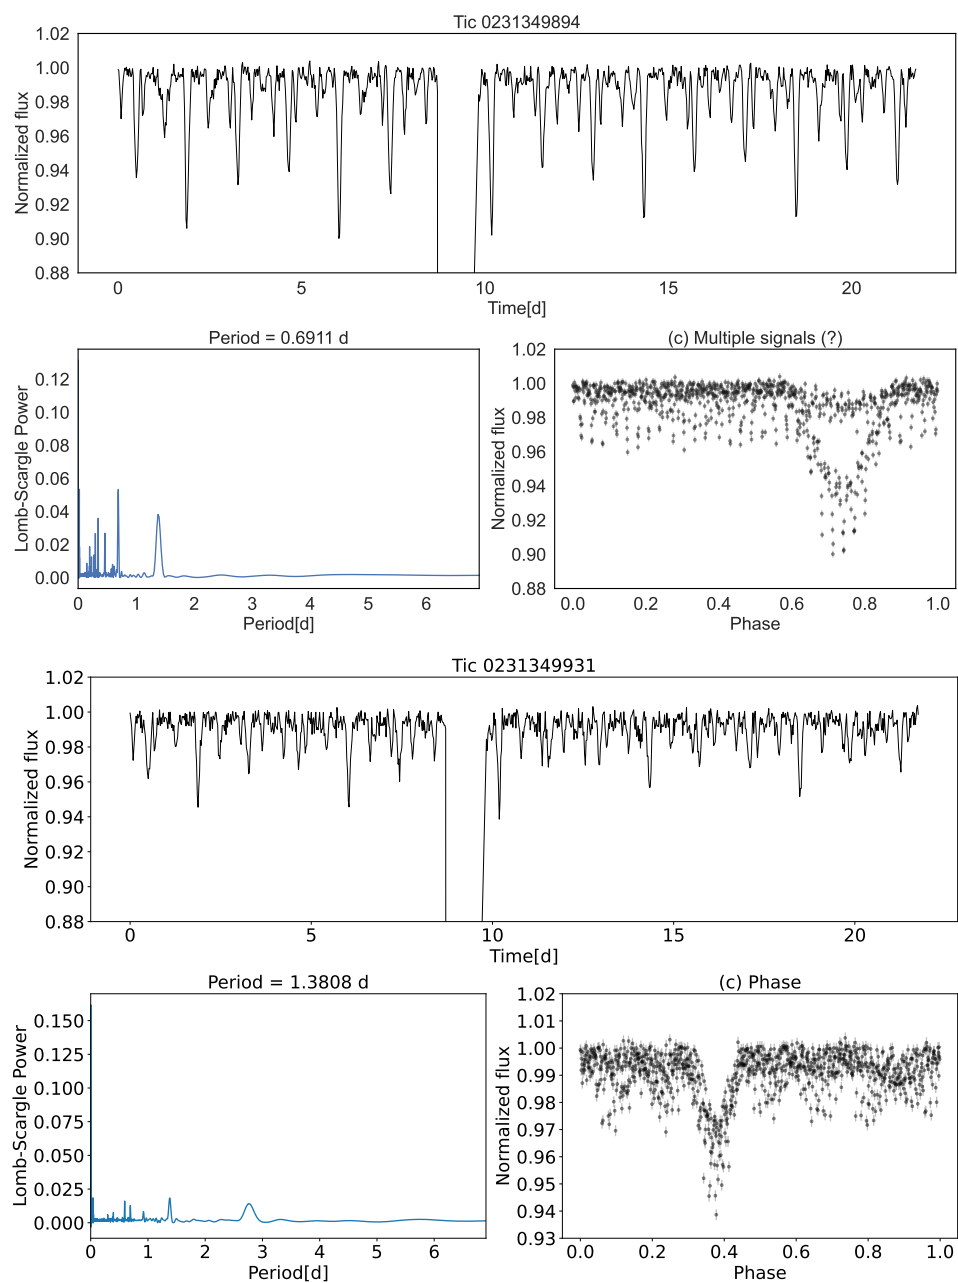 Tic 0231349894
1.02
1.00
0.98
0.96
0.94
0.92
0.90
0.88
Normalized flux
0 5 10 15 20
Time[d]
Period = 0.6911 d
0.12
0.10
0.08
0.06
0.04
0.02
0.00
Lomb-Scargle Power
0 1 2 3 4 5 6
Period[d]
(c) Multiple signals (?)
1.02
1.00
0.98
0.96
0.94
0.92
0.90
0.88
Normalized flux
0.0 0.2 0.4 0.6 0.8 1.0
Phase
Tic 0231349931
1.02
1.00
0.98
0.96
0.94
0.92
0.90
0.88
Normalized flux
0 5 10 15 20
Time[d]
Period = 1.3808 d
0.150
0.125
0.100
0.075
0.050
0.025
0.000
Lomb-Scargle Power
0 1 2 3 4 5 6
Period[d]
(c) Phase
1.02
1.01
1.00
0.99
0.98
0.97
0.96
0.95
0.94
0.93
Normalized flux
0.0 0.2 0.4 0.6 0.8 1.0
Phase